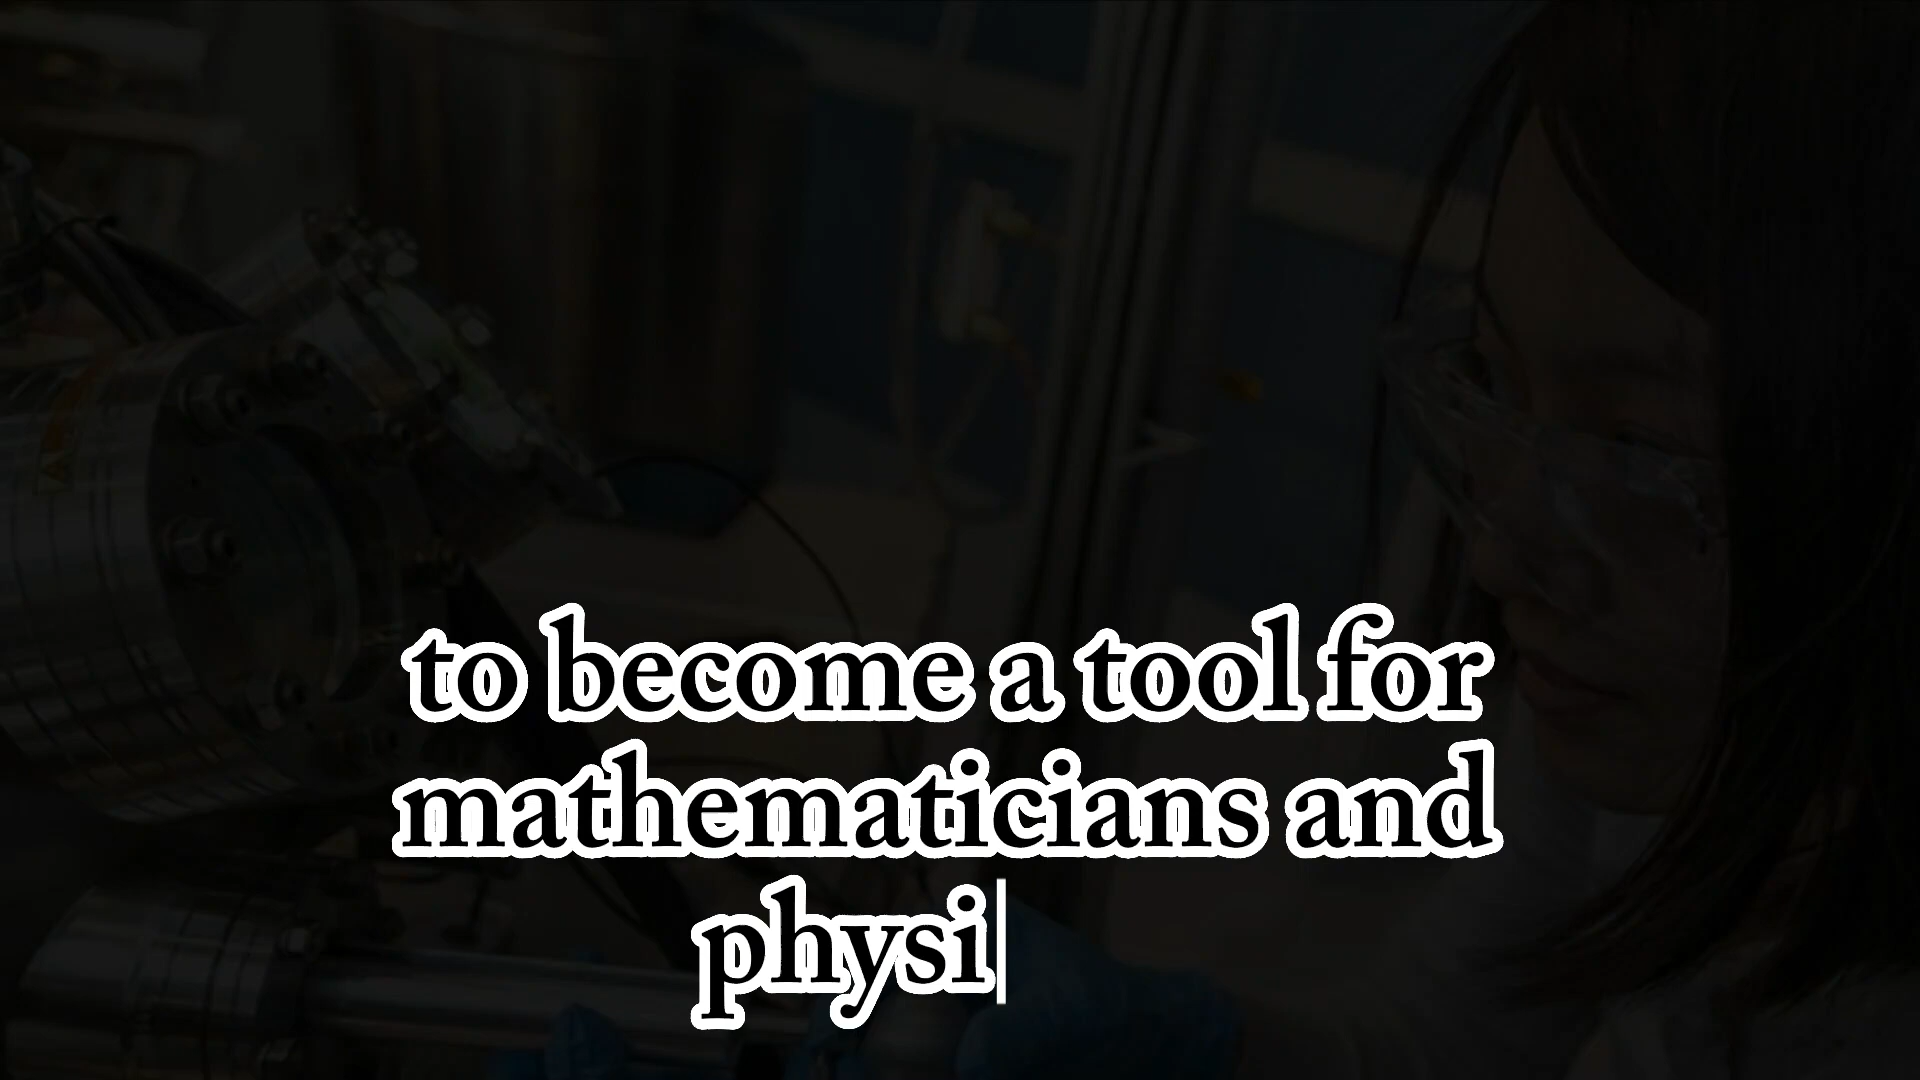 to become a tool for
mathematicians and
physi